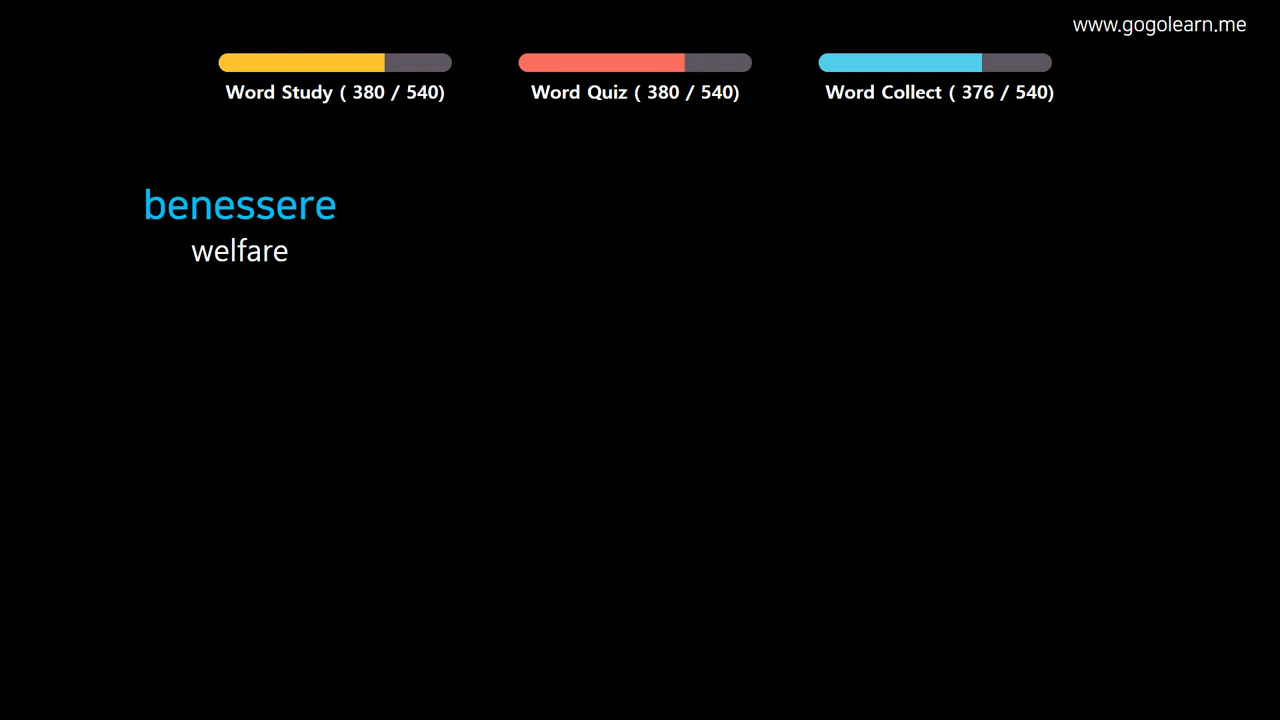 www.gogolearn.me
Word Study ( 380 / 540)
Word Quiz ( 380 / 540)
Word Collect ( 376 / 540)
benessere
welfare